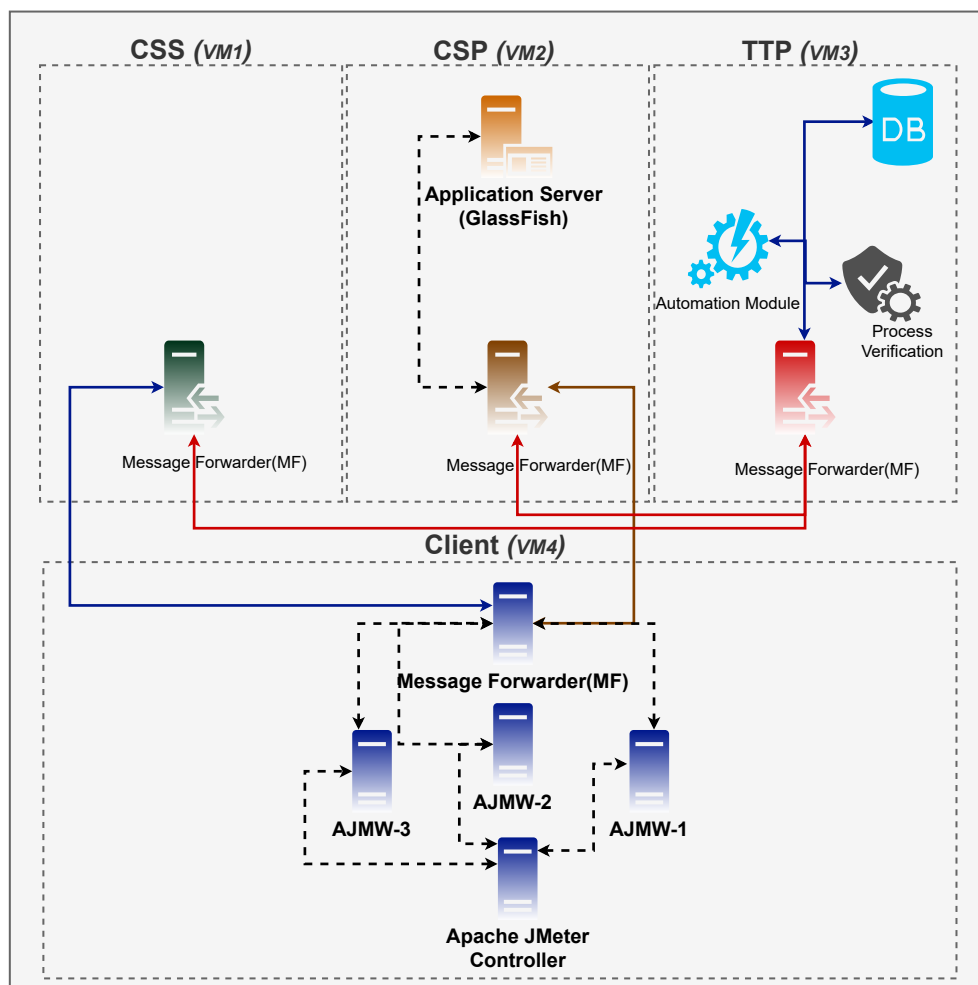 CSS (VM1)
CSP (VM2)
TTP (VM3)
DB
Application Server
(GlassFish)
Automation Module
Process
Verification
Message Forwarder(MF)
Message Forwarder(MF)
Message Forwarder(MF)
Client (VM4)
Message Forwarder(MF)
AJMW-3
AJMW-2
AJMW-1
Apache JMeter
Controller